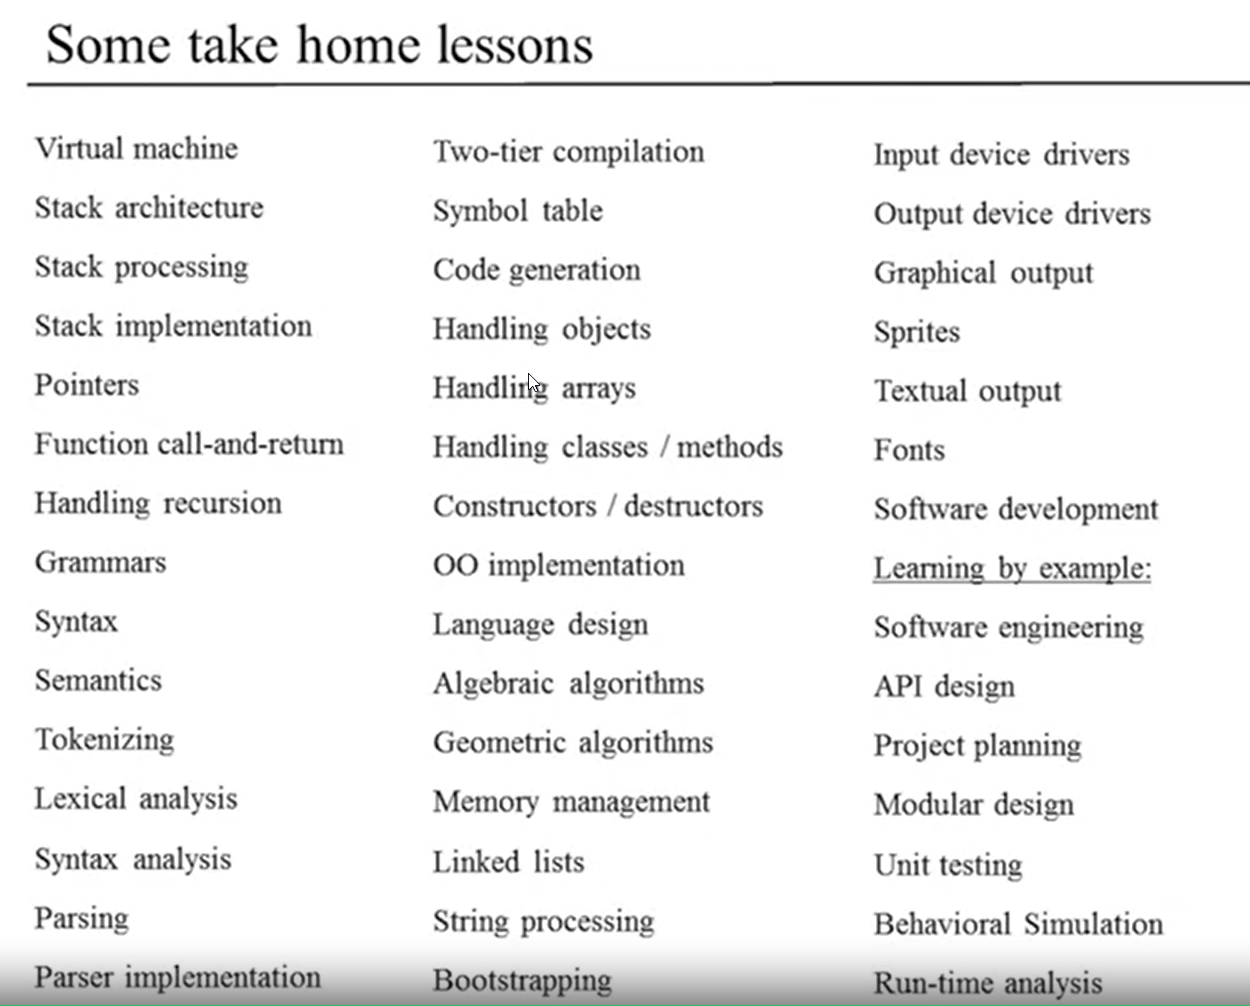 Some take home lessons
Virtual machine
Stack architecture
Stack processing
Stack implementation
Pointers
Function call-and-return
Handling recursion
Grammars
Syntax
Semantics
Tokenizing
Lexical analysis
Syntax analysis
Parsing
Parser implementation
Two-tier compilation
Symbol table
Code generation
Handling objects
Handling arrays
Handling classes / methods
Constructors / destructors
OO implementation
Language design
Algebraic algorithms
Geometric algorithms
Memory management
Linked lists
String processing
Bootstrapping
Input device drivers
Output device drivers
Graphical output
Sprites
Textual output
Fonts
Software development
Learning by example:
Software engineering
API design
Project planning
Modular design
Unit testing
Behavioral Simulation
Run-time analysis